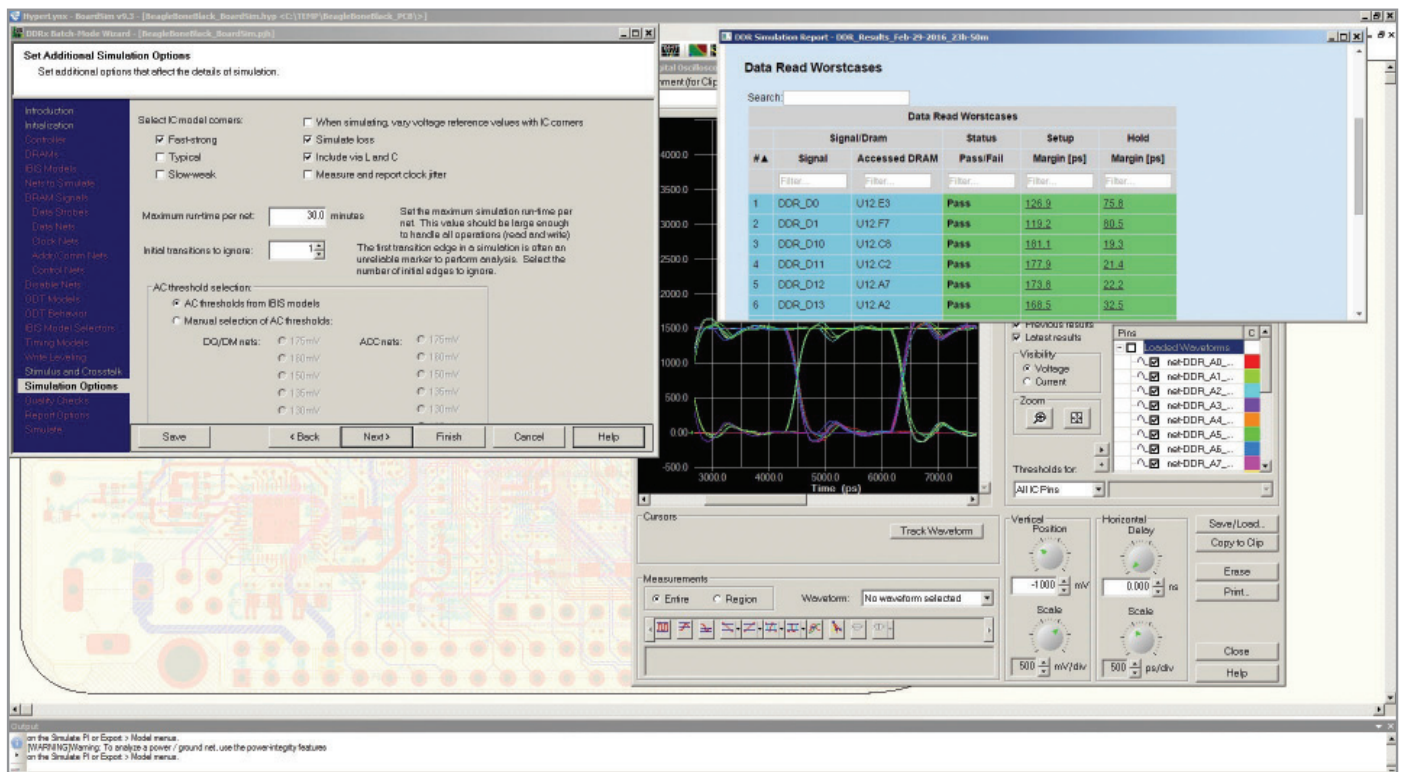 HyperLynx - BoardSim v9.3 - [BeagleBoneBlack_BoardSim.hyp <C:\TEMP\BeagleBoneBlack_PCB\>]
DDRx Batch-Mode Wizard - [BeagleBoneBlack_BoardSim.pjh]
Set Additional Simulation Options
Set additional options that affect the details of simulation.
Introduction
Initialization
Controller
DRAMs
IBIS Models
Nets to Simulate
DRAM Signals
Data Strobes
Data Nets
Clock Nets
Addr/Comm Nets
Control Nets
Disable Nets
ODT Models
ODT Behavior
IBIS Model Selectors
Timing Models
Write Leveling
Stimulus and Crosstalk
Simulation Options
Quality Checks
Report Options
Simulate
Select IC model corners:
Fast-strong
Typical
Slow-weak
When simulating, vary voltage reference values with IC corners
Simulate loss
Include via L and C
Measure and report clock jitter
Maximum run-time per net: 30.0 minutes
Set the maximum simulation run-time per
net. This value should be large enough
to handle all operations (read and write)
Initial transitions to ignore: 1
The first transition edge in a simulation is often an
unreliable marker to perform analysis. Select the
number of initial edges to ignore.
AC threshold selection:
AC thresholds from IBIS models
Manual selection of AC thresholds:
DQ/DM nets: 175mV ADC nets: 175mV
180mV 180mV
150mV 150mV
135mV 135mV
130mV 130mV
Save < Back Next > Finish Cancel Help
DDR Simulation Report - DDR_Results_Feb-29-2016_23h-50m
Data Read Worstcases
Search:
Data Read Worstcases
Signal/Dram Status Setup Hold
#▲ Signal Accessed DRAM Pass/Fail Margin [ps] Margin [ps]
Filter... Filter... Filter... Filter... Filter...
1 DDR_D0 U12.E3 Pass 126.9 75.8
2 DDR_D1 U12.F7 Pass 119.2 80.5
3 DDR_D10 U12.C8 Pass 181.1 19.3
4 DDR_D11 U12.C2 Pass 177.9 21.4
5 DDR_D12 U12.A7 Pass 173.8 22.2
6 DDR_D13 U12.A2 Pass 168.5 32.5
ital Oscillosco
ment (for Clip
4000.0
3500.0
3000.0
2500.0
2000.0
1500.0
1000.0
500.0
0.00
-500.0
3000.0 4000.0 5000.0 6000.0 7000.0
Time (ps)
Previous results
Latest results
Visibility
Voltage
Current
Zoom
Thresholds for:
All IC Pins
Pins C
Loaded Waveforms
net-DDR_A0_...
net-DDR_A1_...
net-DDR_A2_...
net-DDR_A3_...
net-DDR_A4_...
net-DDR_A5_...
net-DDR_A6_...
net-DDR_A7_...
Cursors
Track Waveform
Measurements
Entire Region Waveform: No waveform selected
Vertical
Position
-1000 mV
Scale
500 mV/div
Horizontal
Delay
0.000 ns
Scale
500 ps/div
Save/Load...
Copy to Clip
Erase
Print...
Close
Help
Output
on the Simulate PI or Export > Model menus.
[WARNING]Warning: To analyze a power / ground net, use the power-integrity features
on the Simulate PI or Export > Model menus.